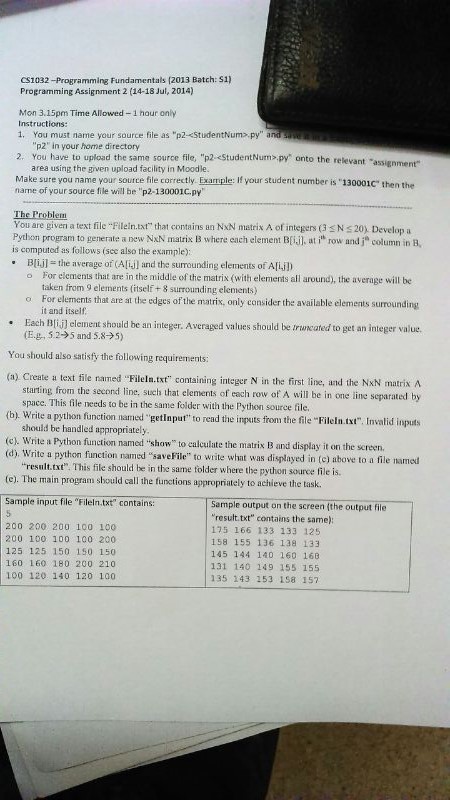 CS1032 –Programming Fundamentals (2013 Batch: S1)
Programming Assignment 2 (14-18 Jul, 2014)
Mon 3.15pm Time Allowed – 1 hour only
Instructions:
1. You must name your source file as "p2-<StudentNum>.py" and
"p2" in your home directory
2. You have to upload the same source file, "p2-<StudentNum>.py" onto the relevant "assignment"
area using the given upload facility in Moodle.
Make sure you name your source file correctly. Example: If your student number is "130001C" then the
name of your source file will be "p2-130001C.py"
The Problem
You are given a text file "FileIn.txt" that contains an NxN matrix A of integers (3 ≤ N ≤ 20). Develop a
Python program to generate a new NxN matrix B where each element B[i,j], at ith row and jth column in B,
is computed as follows (see also the example):
• B[i,j] = the average of (A[i,j] and the surrounding elements of A[i,j])
o For elements that are in the middle of the matrix (with elements all around), the average will be
taken from 9 elements (itself + 8 surrounding elements)
o For elements that are at the edges of the matrix, only consider the available elements surrounding
it and itself.
• Each B[i,j] element should be an integer. Averaged values should be truncated to get an integer value.
(E.g., 5.2→5 and 5.8→5)
You should also satisfy the following requirements:
(a). Create a text file named "FileIn.txt" containing integer N in the first line, and the NxN matrix A
starting from the second line, such that elements of each row of A will be in one line separated by
space. This file needs to be in the same folder with the Python source file.
(b). Write a python function named "getInput" to read the inputs from the file "FileIn.txt". Invalid inputs
should be handled appropriately.
(c). Write a Python function named "show" to calculate the matrix B and display it on the screen.
(d). Write a python function named "saveFile" to write what was displayed in (c) above to a file named
"result.txt". This file should be in the same folder where the python source file is.
(e). The main program should call the functions appropriately to achieve the task.
Sample input file "FileIn.txt" contains:
5
200 200 200 100 100
200 100 100 100 200
125 125 150 150 150
160 160 180 200 210
100 120 140 120 100
Sample output on the screen (the output file
"result.txt" contains the same):
175 166 133 133 125
158 155 136 138 133
145 144 140 160 168
131 140 149 155 155
135 143 153 158 157